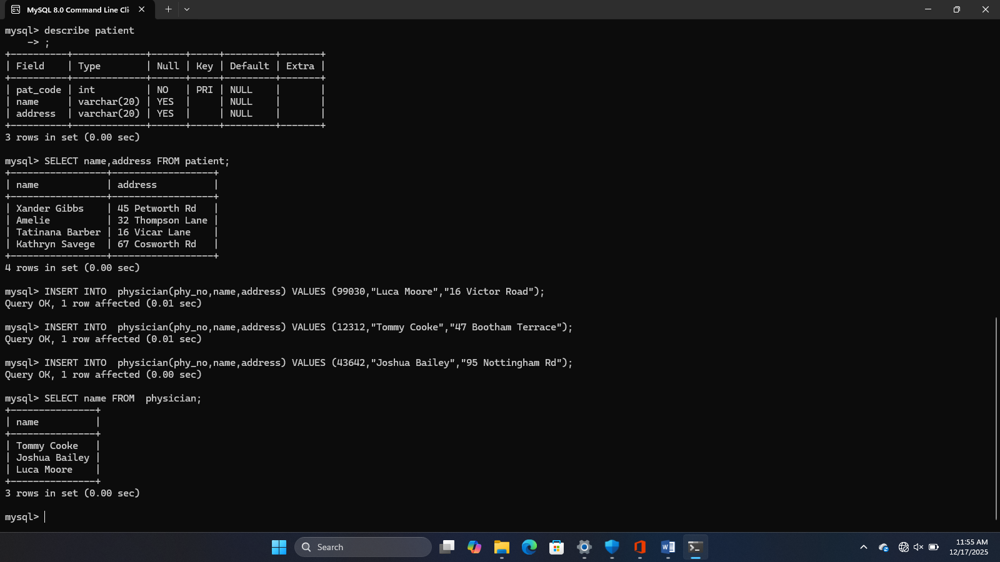 MySQL 8.0 Command Line Cli
mysql> describe patient
    -> ;
+----------+-------------+------+-----+---------+-------+
| Field    | Type        | Null | Key | Default | Extra |
+----------+-------------+------+-----+---------+-------+
| pat_code | int         | NO   | PRI | NULL    |       |
| name     | varchar(20) | YES  |     | NULL    |       |
| address  | varchar(20) | YES  |     | NULL    |       |
+----------+-------------+------+-----+---------+-------+
3 rows in set (0.00 sec)
mysql> SELECT name,address FROM patient;
+-----------------+------------------+
| name            | address          |
+-----------------+------------------+
| Xander Gibbs    | 45 Petworth Rd   |
| Amelie          | 32 Thompson Lane |
| Tatinana Barber | 16 Vicar Lane    |
| Kathryn Savege  | 67 Cosworth Rd   |
+-----------------+------------------+
4 rows in set (0.00 sec)
mysql> INSERT INTO  physician(phy_no,name,address) VALUES (99030,"Luca Moore","16 Victor Road");
Query OK, 1 row affected (0.01 sec)
mysql> INSERT INTO  physician(phy_no,name,address) VALUES (12312,"Tommy Cooke","47 Bootham Terrace");
Query OK, 1 row affected (0.01 sec)
mysql> INSERT INTO  physician(phy_no,name,address) VALUES (43642,"Joshua Bailey","95 Nottingham Rd");
Query OK, 1 row affected (0.00 sec)
mysql> SELECT name FROM  physician;
+---------------+
| name          |
+---------------+
| Tommy Cooke   |
| Joshua Bailey |
| Luca Moore    |
+---------------+
3 rows in set (0.00 sec)
mysql>
Search
11:55 AM
12/17/2025